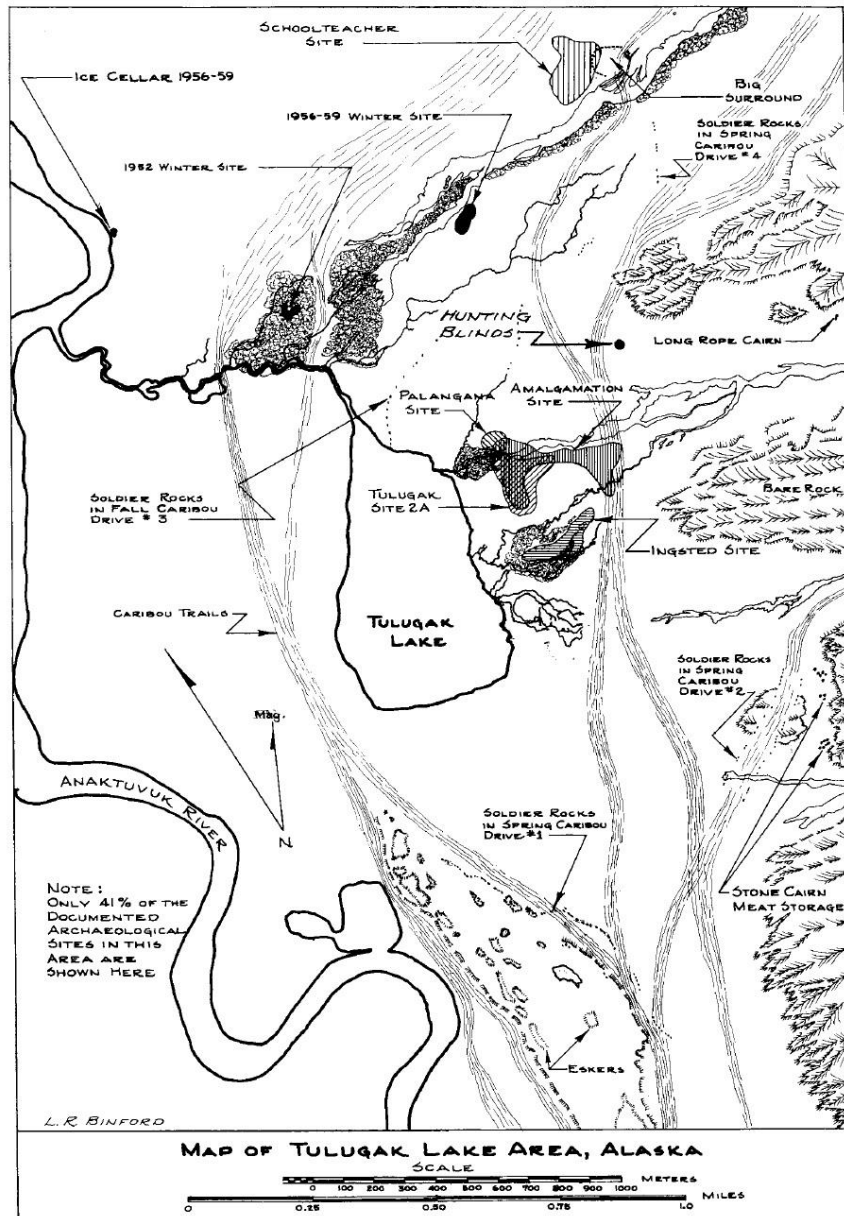 SCHOOLTEACHER
SITE
ICE CELLAR 1956-59
BIG
SURROUND
1956-59 WINTER SITE
SOLDIER ROCKS
IN SPRING
CARIBOU
DRIVE #4
1952 WINTER SITE
HUNTING
BLINDS
LONG ROPE CAIRN
PALANGANA
SITE
AMALGAMATION
SITE
BARE ROCK
SOLDIER ROCKS
IN FALL CARIBOU
DRIVE #3
TULUGAK
SITE 2A
INGSTED SITE
CARIBOU TRAILS
TULUGAK
LAKE
SOLDIER ROCKS
IN SPRING
CARIBOU
DRIVE #2
Mag.
N
ANAKTUVUK RIVER
SOLDIER ROCKS
IN SPRING CARIBOU
DRIVE #1
STONE CAIRN
MEAT STORAGE
NOTE:
ONLY 41% OF THE
DOCUMENTED
ARCHAEOLOGICAL
SITES IN THIS
AREA ARE
SHOWN HERE
ESKERS
L.R. BINFORD
MAP OF TULUGAK LAKE AREA, ALASKA
SCALE
METERS
0 100 200 300 400 500 600 700 800 900 1000
MILES
0 0.25 0.50 0.75 1.0